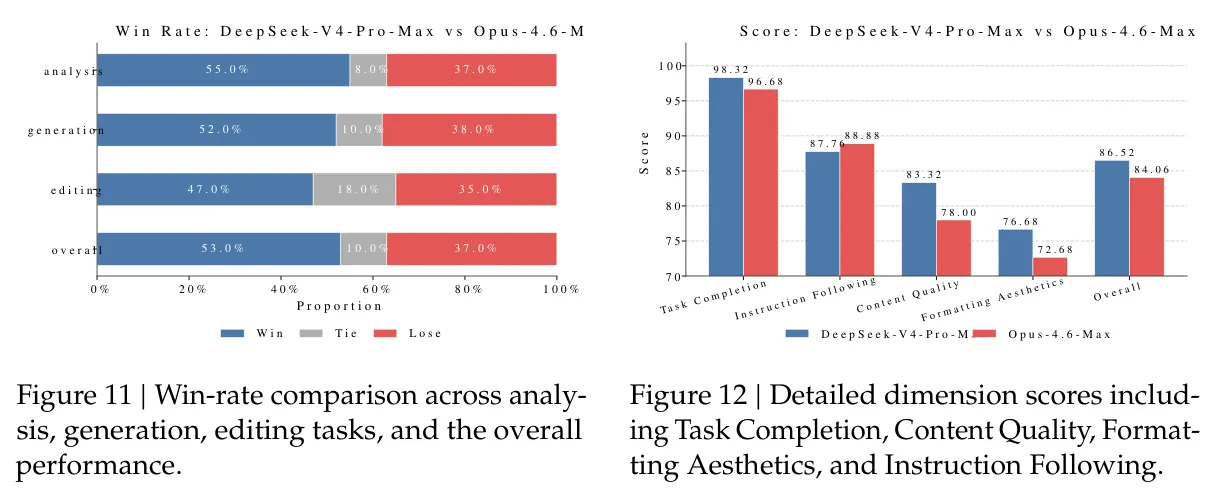 Win Rate: DeepSeek-V4-Pro-Max vs Opus-4.6-M
analysis
55.0%
8.0%
37.0%
generation
52.0%
10.0%
38.0%
editing
47.0%
18.0%
35.0%
overall
53.0%
10.0%
37.0%
0%
20%
40%
60%
80%
100%
Proportion
Win
Tie
Lose
Figure 11 | Win-rate comparison across analy-
sis, generation, editing tasks, and the overall
performance.
Score: DeepSeek-V4-Pro-Max vs Opus-4.6-Max
Score
100
95
90
85
80
75
70
98.32
96.68
87.76
88.88
83.32
78.00
76.68
72.68
86.52
84.06
Task Completion
Instruction Following
Content Quality
Formatting Aesthetics
Overall
DeepSeek-V4-Pro-M
Opus-4.6-Max
Figure 12 | Detailed dimension scores includ-
ing Task Completion, Content Quality, Format-
ting Aesthetics, and Instruction Following.